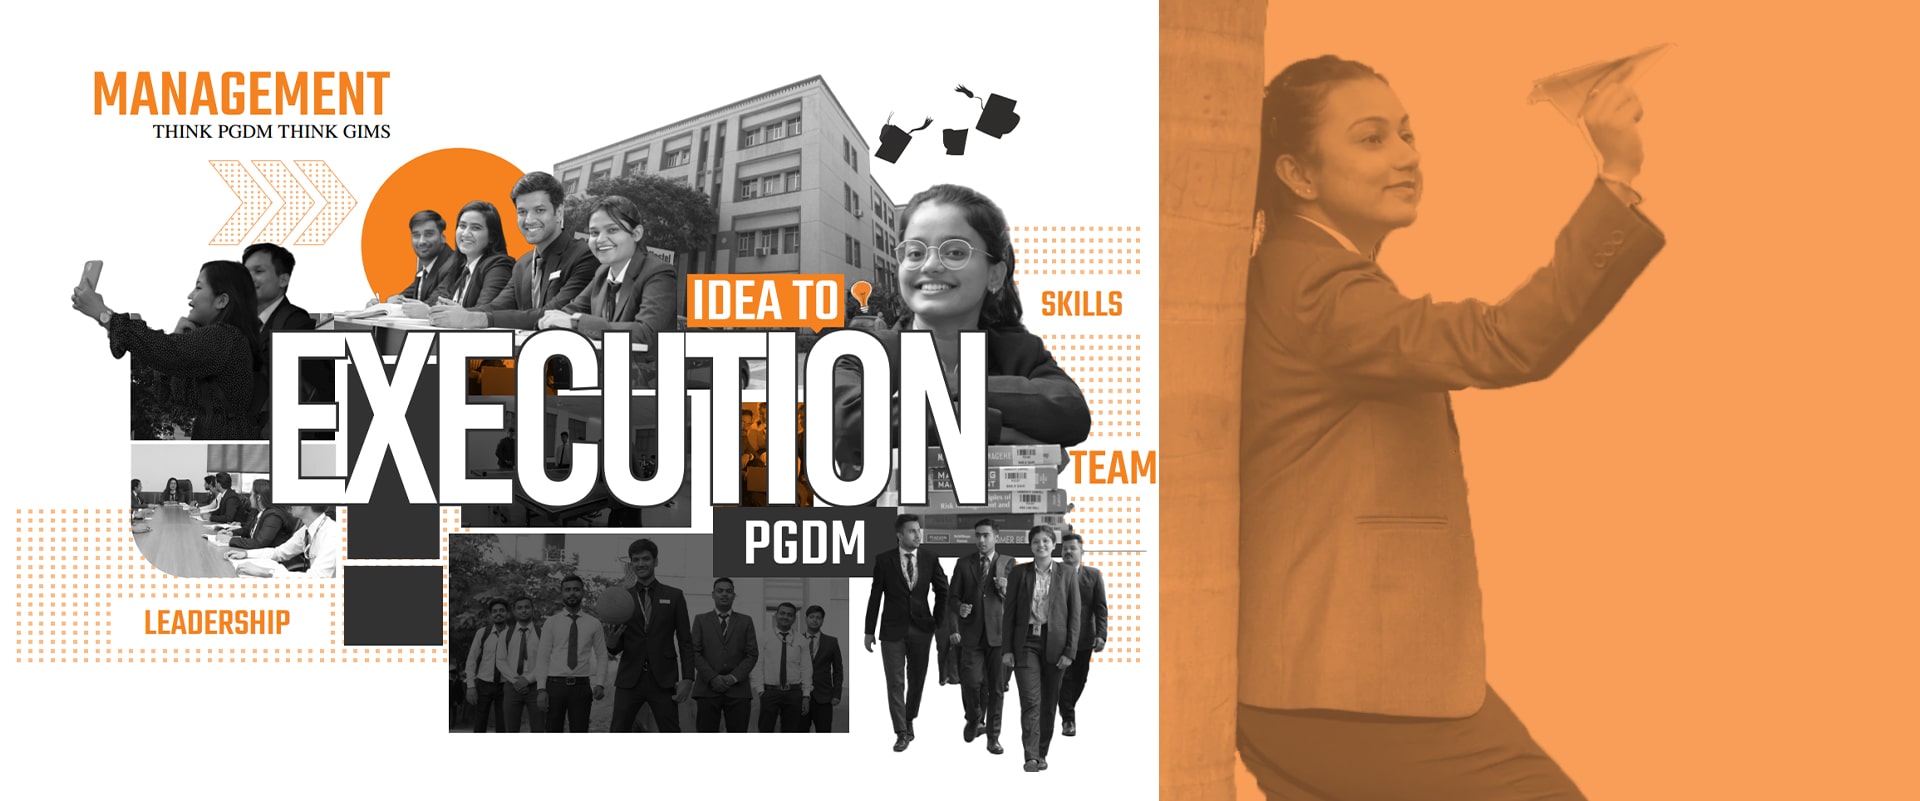 MANAGEMENT
THINK PGDM THINK GIMS
IDEA TO
SKILLS
EXECUTION
TEAM
PGDM
LEADERSHIP